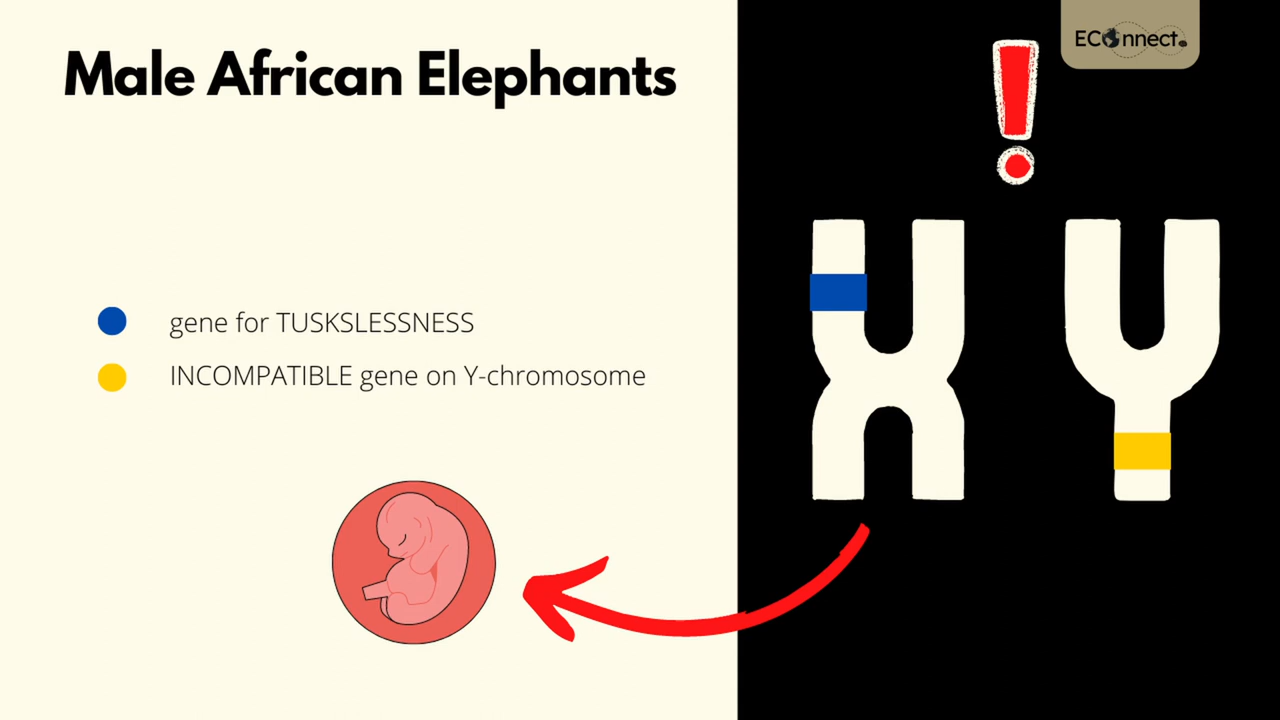 Male African Elephants
EConnect
gene for TUSKSLESSNESS
INCOMPATIBLE gene on Y-chromosome
X Y